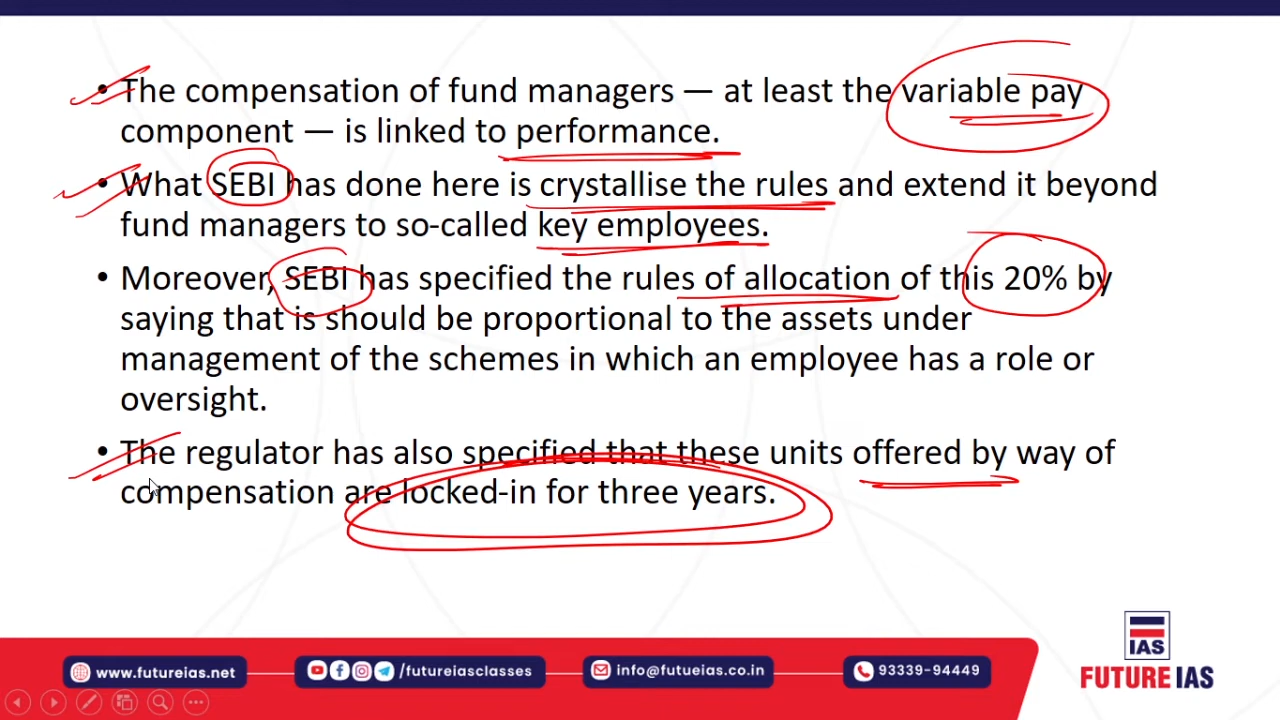 • The compensation of fund managers — at least the variable pay
component — is linked to performance.
• What SEBI has done here is crystallise the rules and extend it beyond
fund managers to so-called key employees.
• Moreover, SEBI has specified the rules of allocation of this 20% by
saying that is should be proportional to the assets under
management of the schemes in which an employee has a role or
oversight.
• The regulator has also specified that these units offered by way of
compensation are locked-in for three years.
IAS
www.futureias.net
/futureiasclasses
info@futueias.co.in
93339-94449
FUTURE IAS